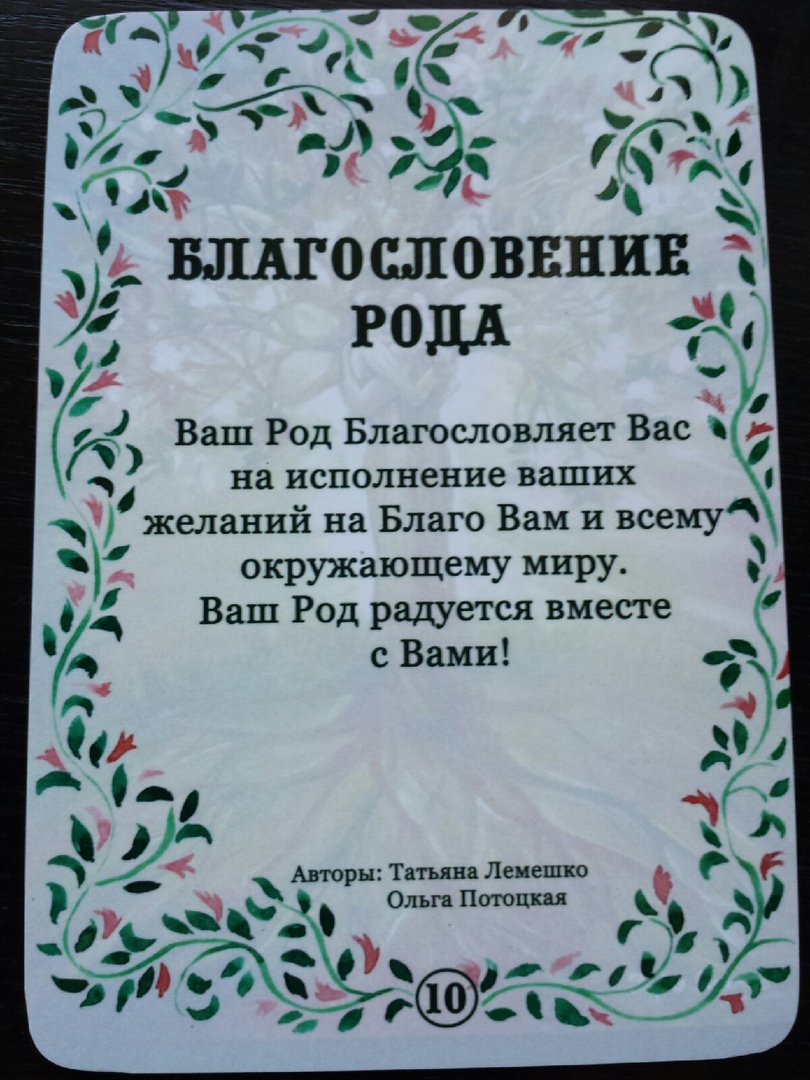 БЛАГОСЛОВЕНИЕ
РОДА
Ваш Род Благословляет Вас
на исполнение ваших
желаний на Благо Вам и всему
окружающему миру.
Ваш Род радуется вместе
с Вами!
Авторы: Татьяна Лемешко
Ольга Потоцкая
10